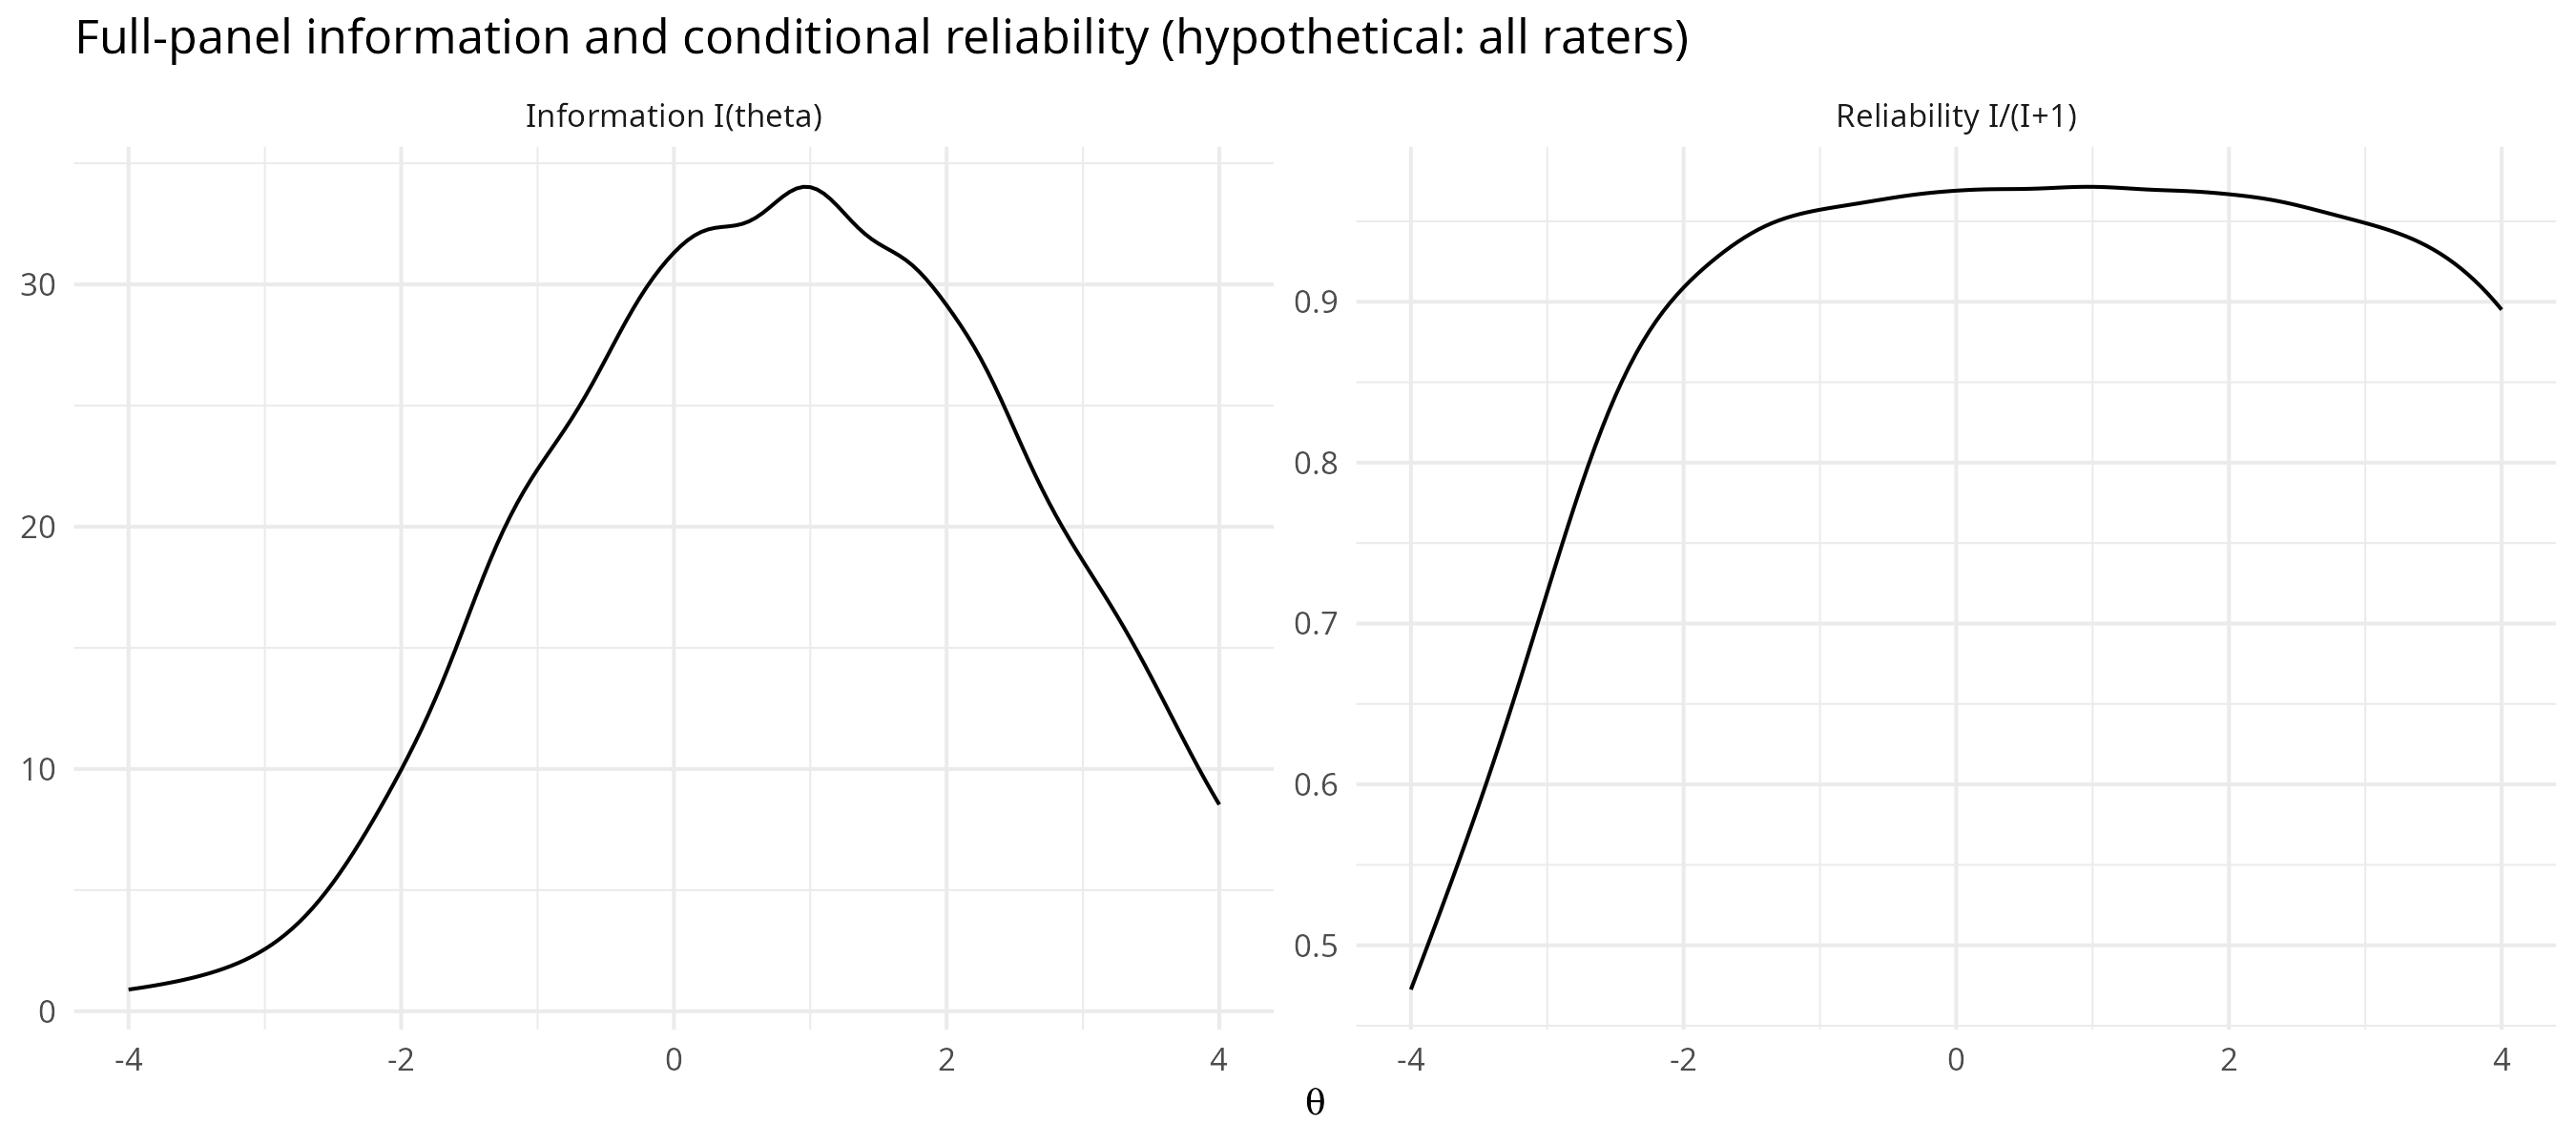 Full-panel information and conditional reliability (hypothetical: all raters)
Information I(theta)
30
20
10
0
-4 -2 0 2 4
Reliability I/(I+1)
0.9
0.8
0.7
0.6
0.5
-4 -2 0 2 4
θ